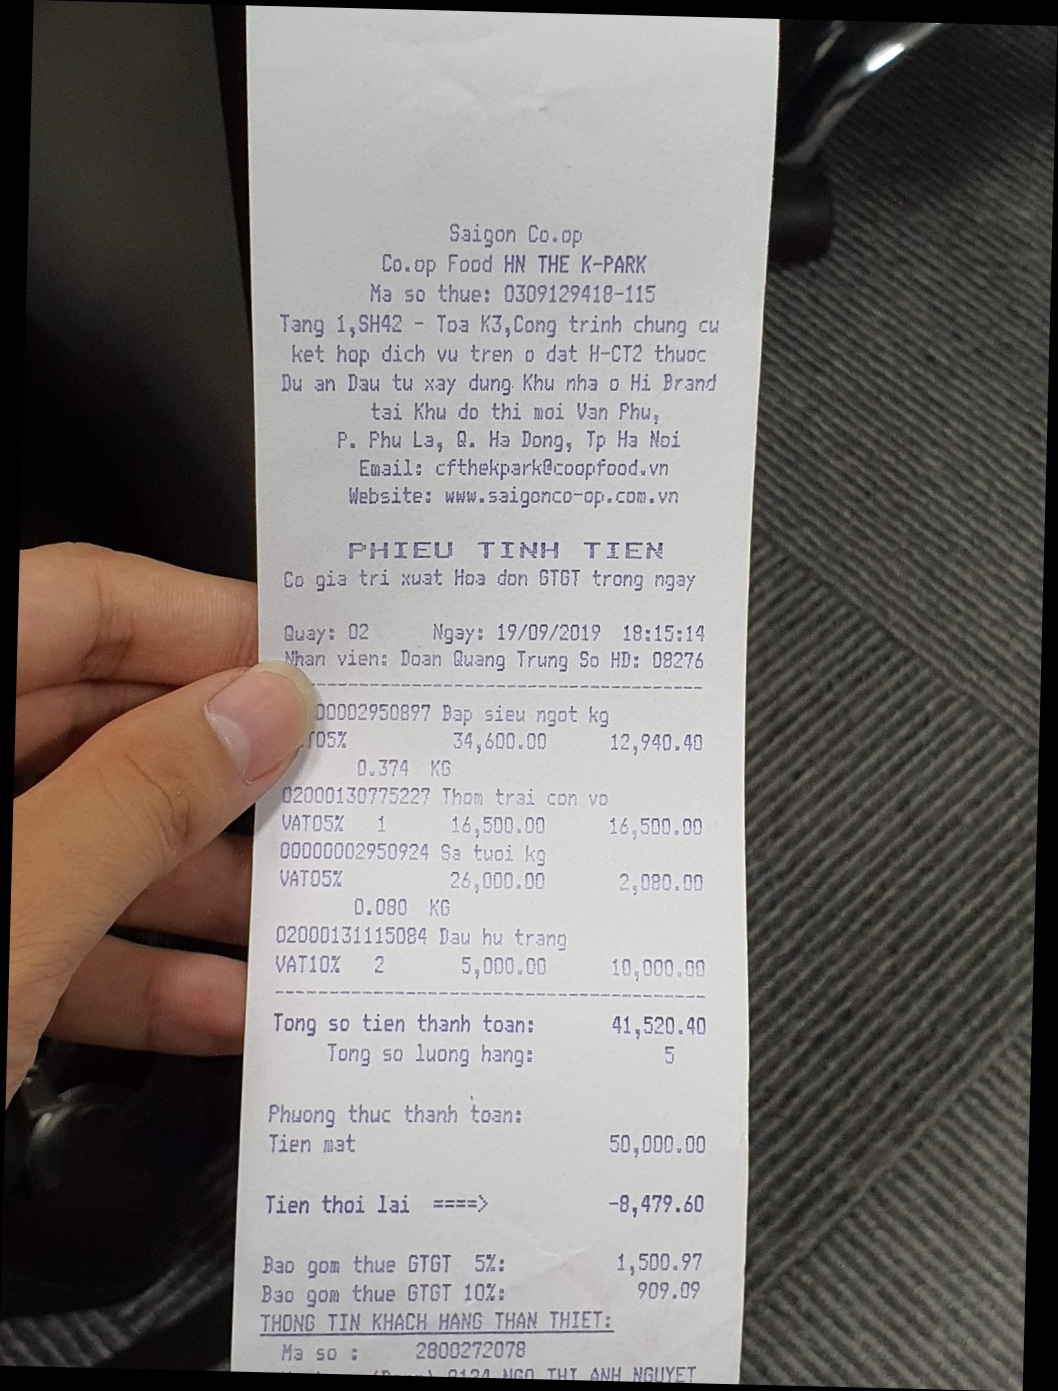 Saigon Co.op
Co.op Food HN THE K-PARK
Ma so thue: 0309129418-115
Tang 1,SH42 - Toa K3,Cong trinh chung cu
ket hop dich vu tren o dat H-CT2 thuoc
Du an Dau tu xay dung Khu nha o Hi Brand
tai Khu do thi moi Van Phu,
P. Phu La, Q. Ha Dong, Tp Ha Noi
Email: cfthekpark@coopfood.vn
Website: www.saigonco-op.com.vn
PHIEU TINH TIEN
Co gia tri xuat Hoa don GTGT trong ngay
Quay: 02 Ngay: 19/09/2019 18:15:14
Nhan vien: Doan Quang Trung So HD: 08276
00002950897 Bap sieu ngot kg
T05% 34,600.00 12,940.40
0.374 KG
02000130775227 Thom trai con vo
VAT05% 1 16,500.00 16,500.00
00000002950924 Sa tuoi kg
VAT05% 26,000.00 2,080.00
0.080 KG
02000131115084 Dau hu trang
VAT10% 2 5,000.00 10,000.00
Tong so tien thanh toan: 41,520.40
Tong so luong hang: 5
Phuong thuc thanh toan:
Tien mat 50,000.00
Tien thoi lai ====> -8,479.60
Bao gom thue GTGT 5%: 1,500.97
Bao gom thue GTGT 10%: 909.09
THONG TIN KHACH HANG THAN THIET:
Ma so : 2800272078
2124 NGO THI ANH NGUYET